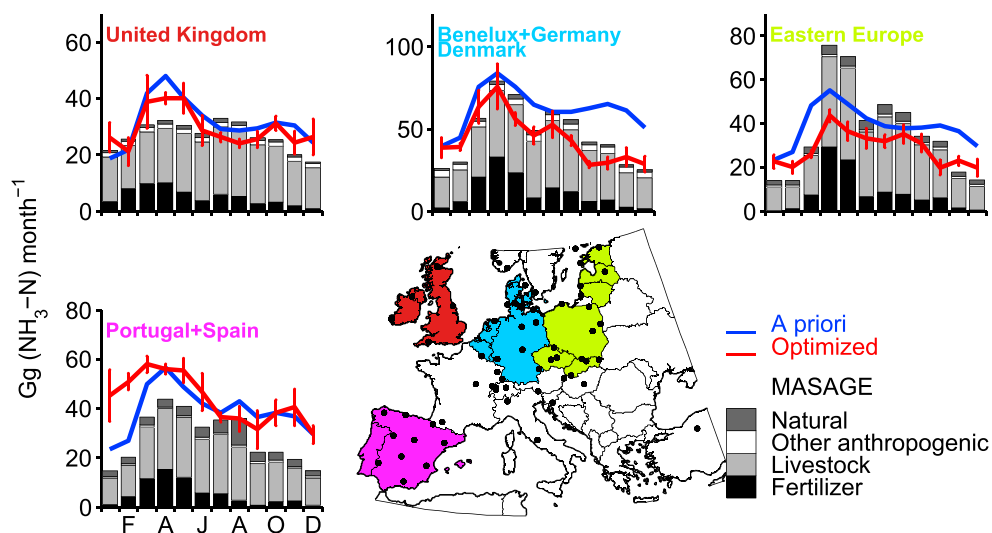 United Kingdom
60
40
20
0
Benelux+Germany
Denmark
100
50
0
Eastern Europe
80
60
40
20
0
Gg (NH₃−N) month⁻¹
Portugal+Spain
80
60
40
20
0
F A J A O D
A priori
Optimized
MASAGE
Natural
Other anthropogenic
Livestock
Fertilizer